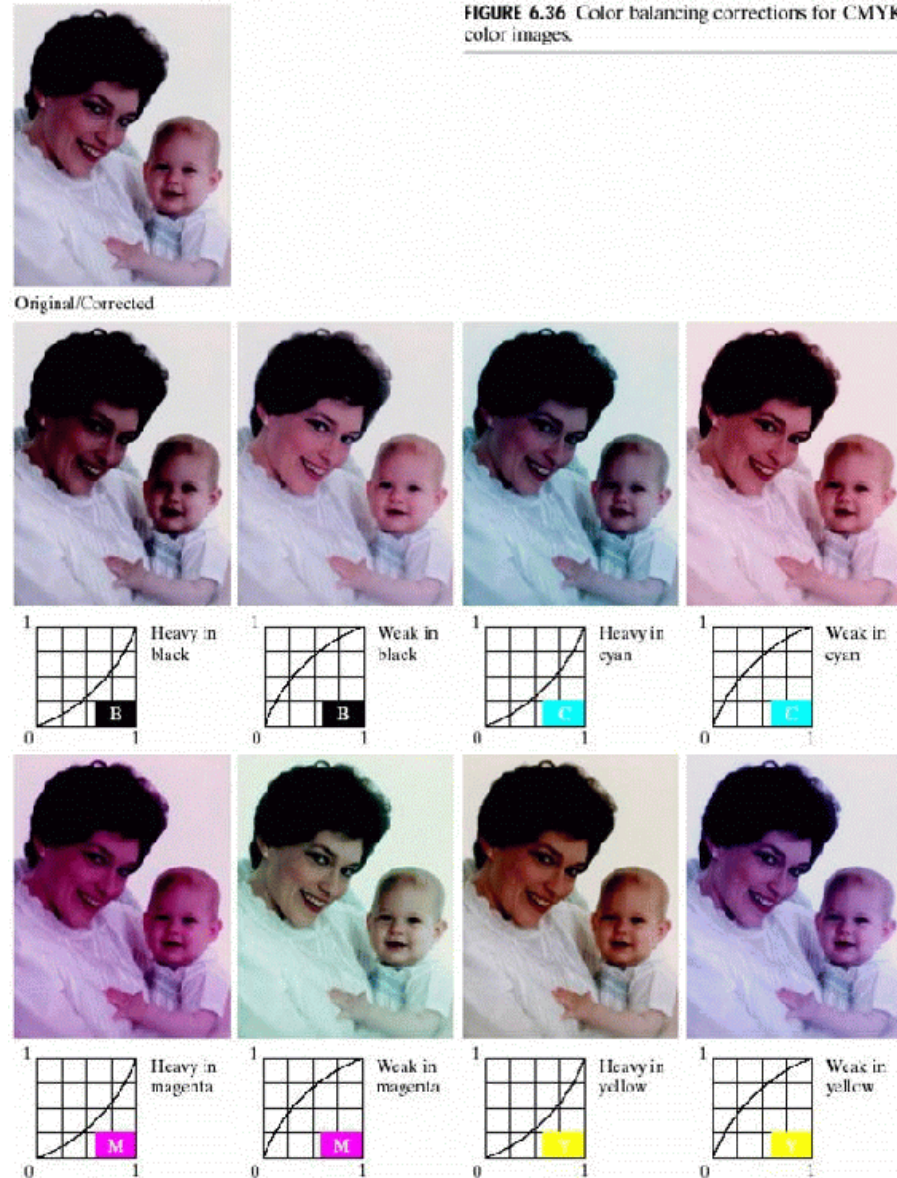 FIGURE 6.36 Color balancing corrections for CMYK
color images.
Original/Corrected
1
Heavy in
black
B
0 1
1
Weak in
black
B
0 1
1
Heavy in
cyan
C
0 1
1
Weak in
cyan
C
0 1
1
Heavy in
magenta
M
0 1
1
Weak in
magenta
M
0 1
1
Heavy in
yellow
Y
0 1
1
Weak in
yellow
Y
0 1